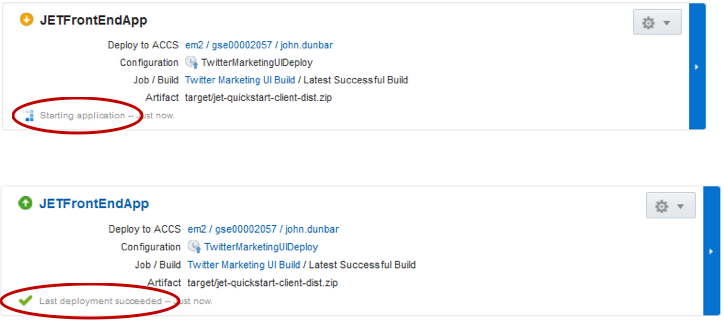 JETFrontEndApp
Deploy to ACCS em2 / gse00002057 / john.dunbar
Configuration TwitterMarketingUIDeploy
Job / Build Twitter Marketing UI Build / Latest Successful Build
Artifact target/jet-quickstart-client-dist.zip
Starting application -- Just now.
JETFrontEndApp
Deploy to ACCS em2 / gse00002057 / john.dunbar
Configuration TwitterMarketingUIDeploy
Job / Build Twitter Marketing UI Build / Latest Successful Build
Artifact target/jet-quickstart-client-dist.zip
Last deployment succeeded -- Just now.